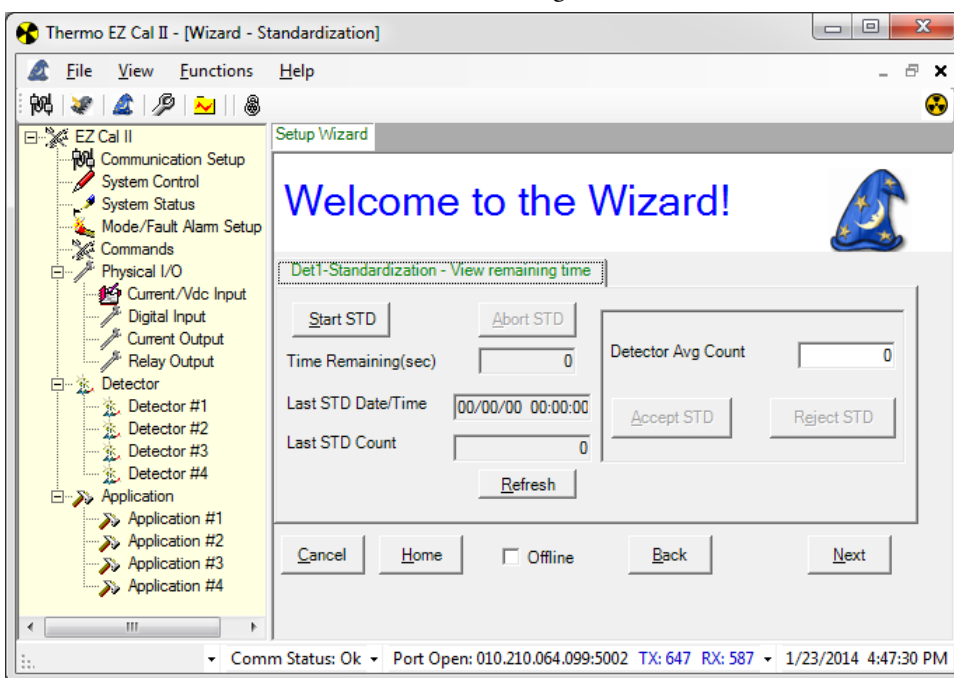 Thermo EZ Cal II - [Wizard - Standardization]
File View Functions Help
EZ Cal II
Communication Setup
System Control
System Status
Mode/Fault Alarm Setup
Commands
Physical I/O
Current/Vdc Input
Digital Input
Current Output
Relay Output
Detector
Detector #1
Detector #2
Detector #3
Detector #4
Application
Application #1
Application #2
Application #3
Application #4
Setup Wizard
Welcome to the Wizard!
Det1-Standardization - View remaining time
Start STD Abort STD
Time Remaining(sec) 0
Last STD Date/Time 00/00/00 00:00:00
Last STD Count 0
Refresh
Detector Avg Count 0
Accept STD Reject STD
Cancel Home Offline Back Next
Comm Status: Ok Port Open: 010.210.064.099:5002 TX: 647 RX: 587 1/23/2014 4:47:30 PM